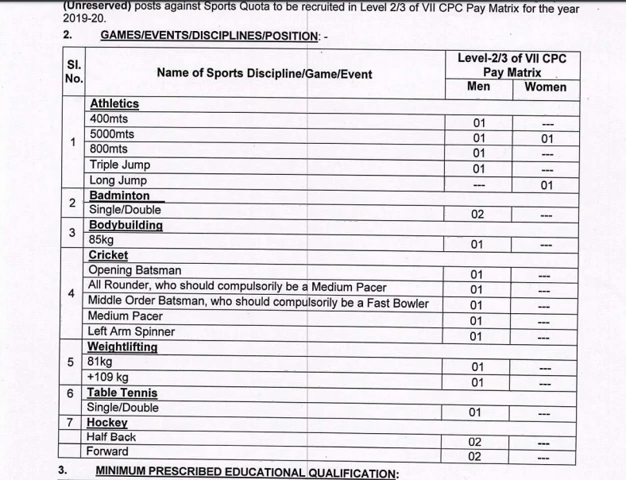 (Unreserved) posts against Sports Quota to be recruited in Level 2/3 of VII CPC Pay Matrix for the year
2019-20.
2. GAMES/EVENTS/DISCIPLINES/POSITION: -
Sl. No. Name of Sports Discipline/Game/Event Level-2/3 of VII CPC Pay Matrix
Men Women
1 Athletics
400mts 01 ---
5000mts 01 01
800mts 01 ---
Triple Jump 01 ---
Long Jump --- 01
2 Badminton
Single/Double 02 ---
3 Bodybuilding
85kg 01 ---
4 Cricket
Opening Batsman 01 ---
All Rounder, who should compulsorily be a Medium Pacer 01 ---
Middle Order Batsman, who should compulsorily be a Fast Bowler 01 ---
Medium Pacer 01 ---
Left Arm Spinner 01 ---
5 Weightlifting
81kg 01 ---
+109 kg 01 ---
6 Table Tennis
Single/Double 01 ---
7 Hockey
Half Back 02 ---
Forward 02 ---
3. MINIMUM PRESCRIBED EDUCATIONAL QUALIFICATION: